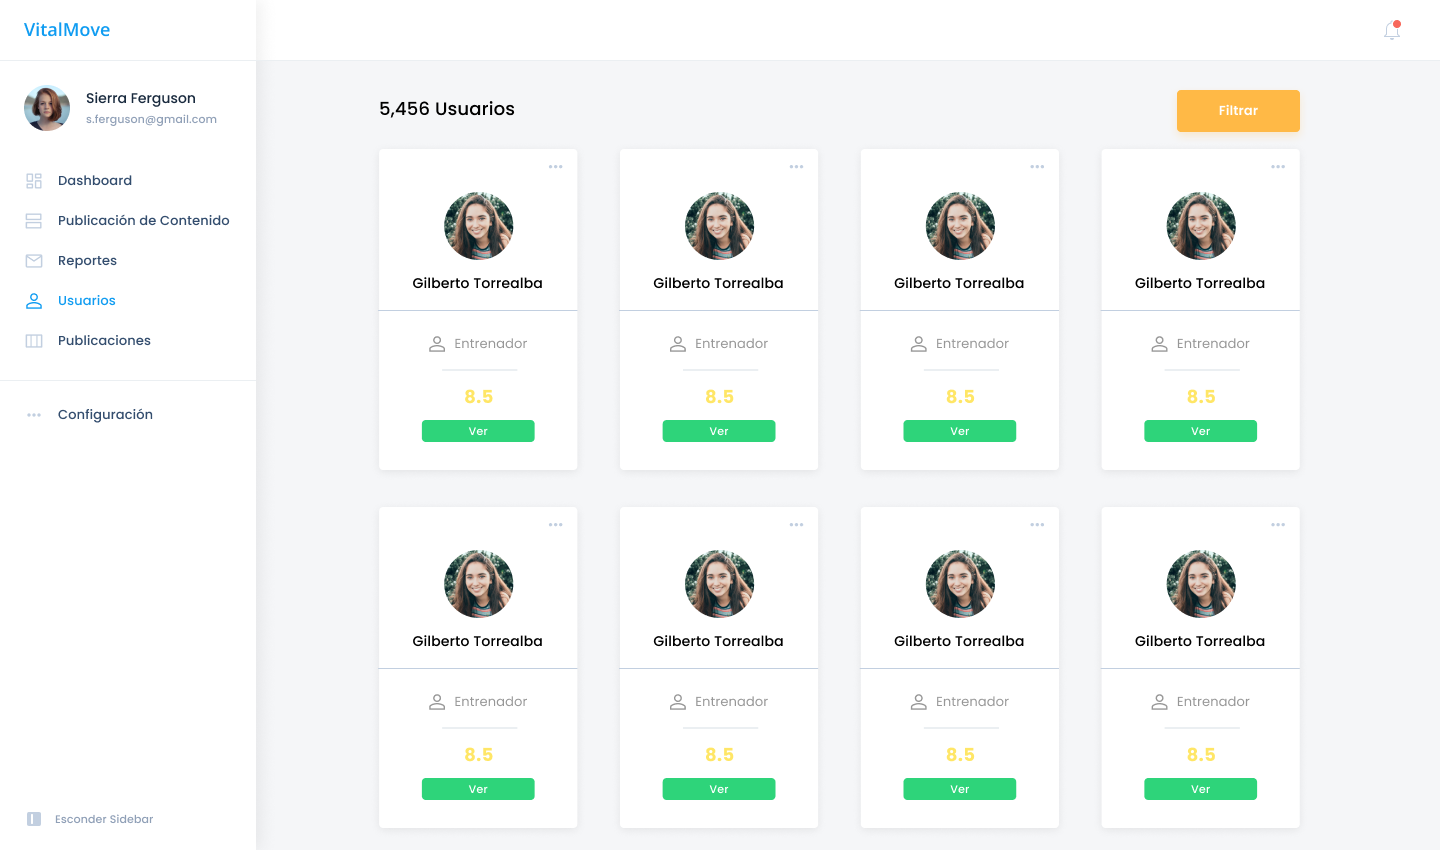 VitalMove
Sierra Ferguson
s.ferguson@gmail.com
Dashboard
Publicación de Contenido
Reportes
Usuarios
Publicaciones
Configuración
Esconder Sidebar
5,456 Usuarios
Filtrar
Gilberto Torrealba
Entrenador
8.5
Ver
Gilberto Torrealba
Entrenador
8.5
Ver
Gilberto Torrealba
Entrenador
8.5
Ver
Gilberto Torrealba
Entrenador
8.5
Ver
Gilberto Torrealba
Entrenador
8.5
Ver
Gilberto Torrealba
Entrenador
8.5
Ver
Gilberto Torrealba
Entrenador
8.5
Ver
Gilberto Torrealba
Entrenador
8.5
Ver